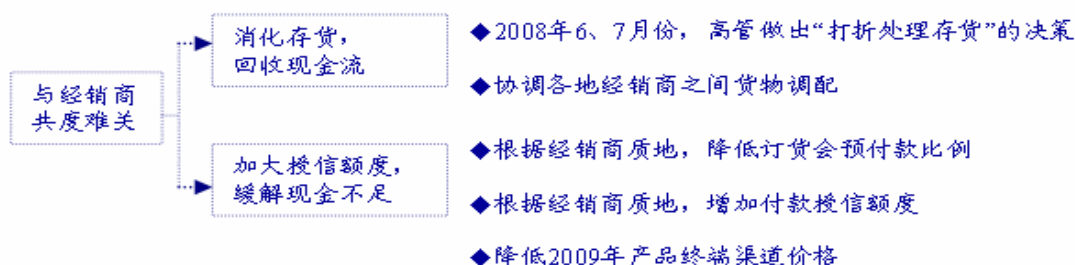 消化存货，
回收现金流
◆2008年6、7月份，高管做出“打折处理存货”的决策
◆协调各地经销商之间货物调配
与经销商
共度难关
加大授信额度，
缓解现金不足
◆根据经销商质地，降低订货会预付款比例
◆根据经销商质地，增加付款授信额度
◆降低2009年产品终端渠道价格